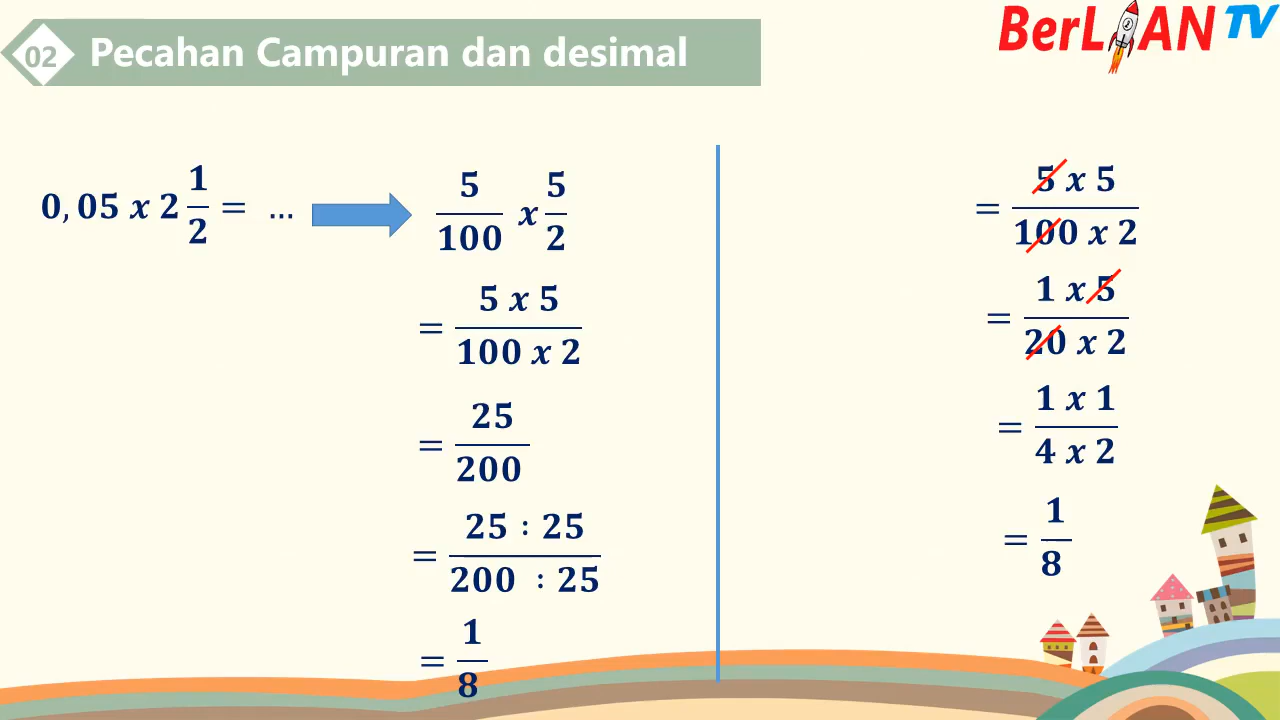 02 Pecahan Campuran dan desimal
BerLIAN TV
0,05 x 2 1/2 = ...
5/100 x 5/2
= (5 x 5)/(100 x 2)
= 25/200
= (25 : 25)/(200 : 25)
= 1/8
= (5 x 5)/(100 x 2)
= (1 x 5)/(20 x 2)
= (1 x 1)/(4 x 2)
= 1/8